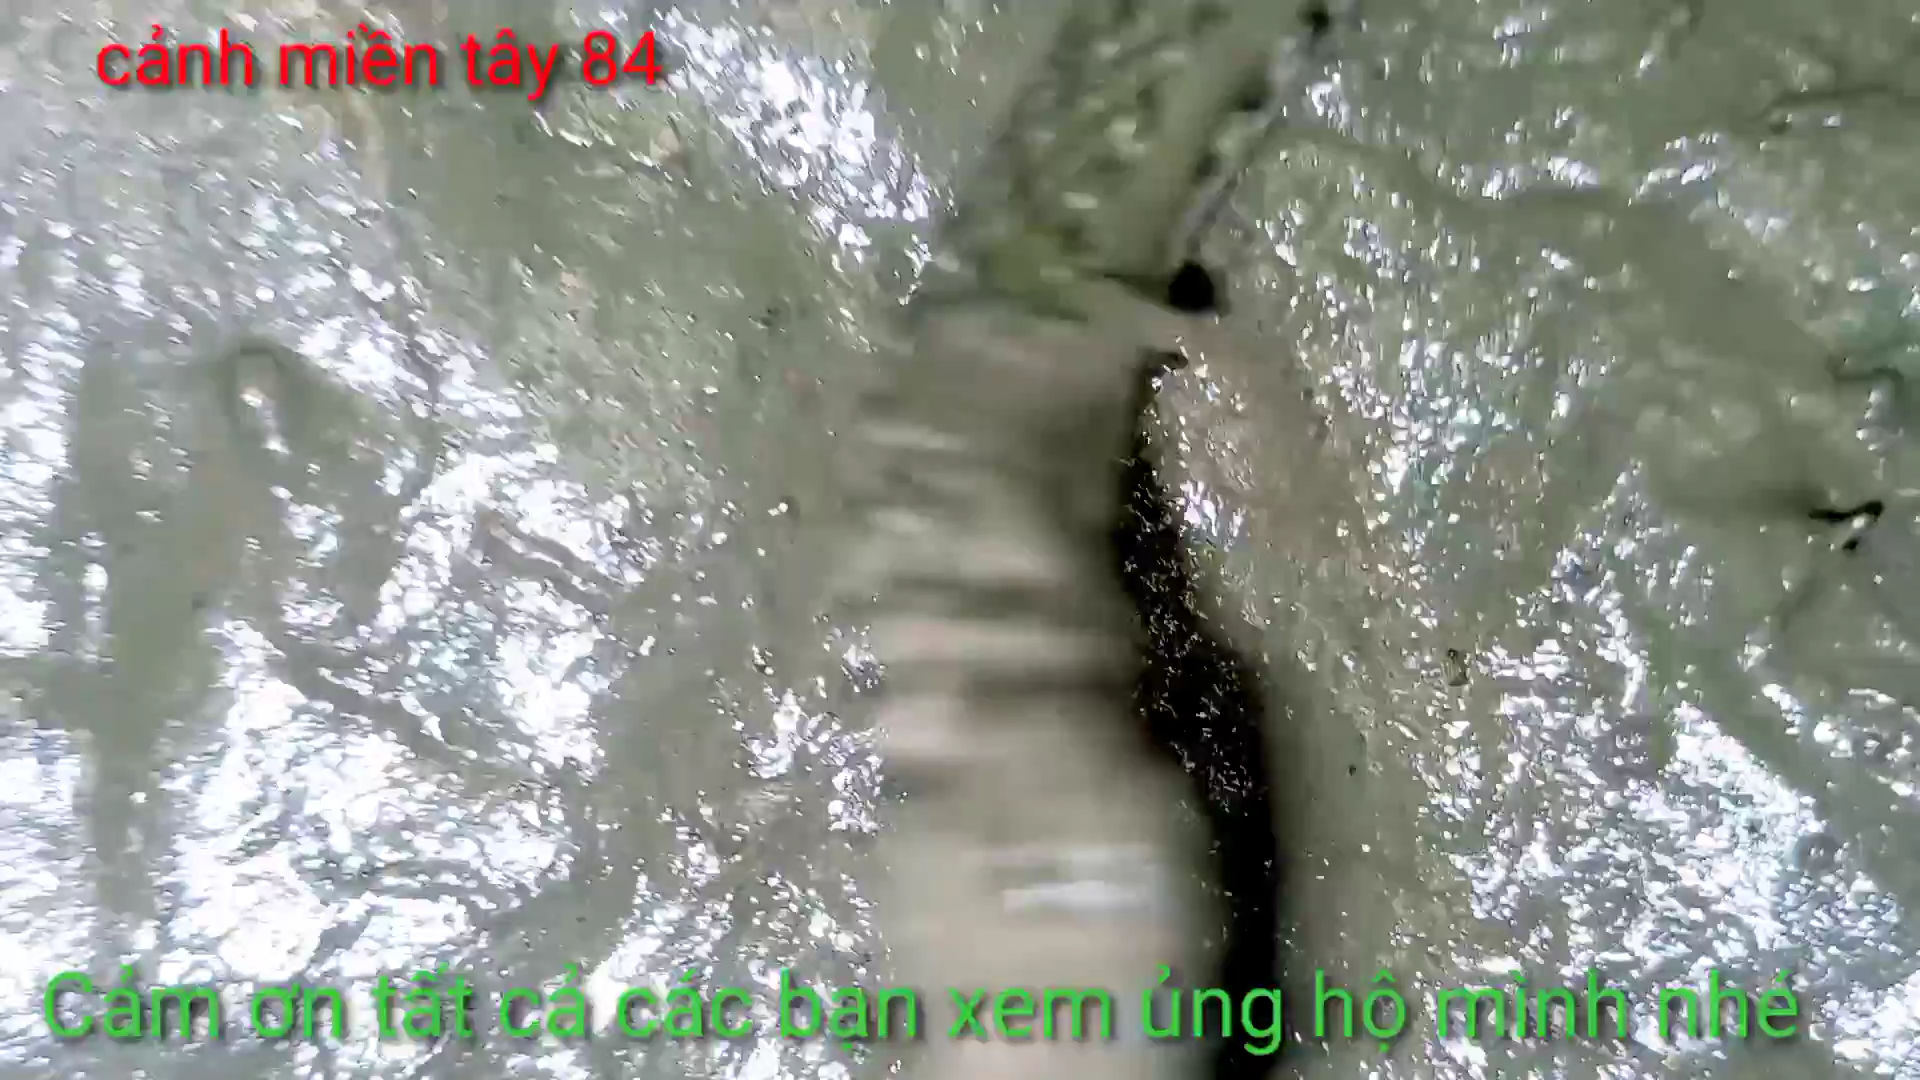 cảnh miền tây 84
Cảm ơn tất cả các bạn xem ủng hộ mình nhé